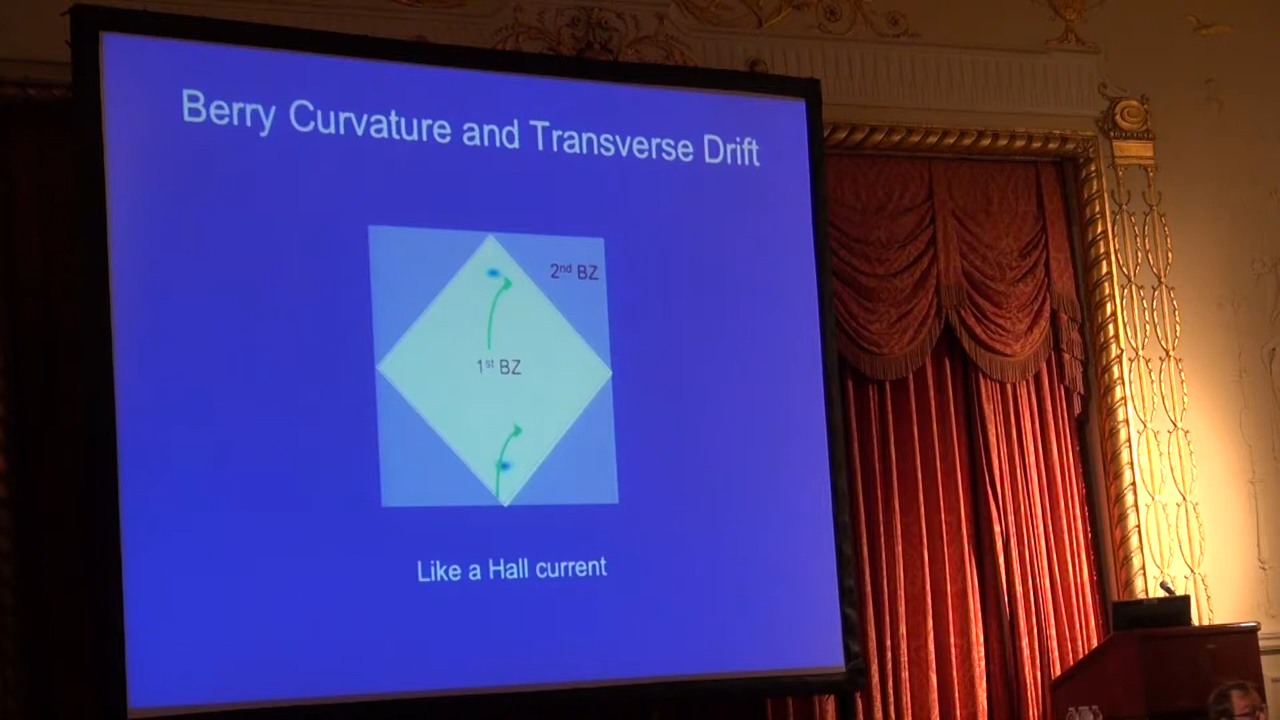 Berry Curvature and Transverse Drift
2nd BZ
1st BZ
Like a Hall current